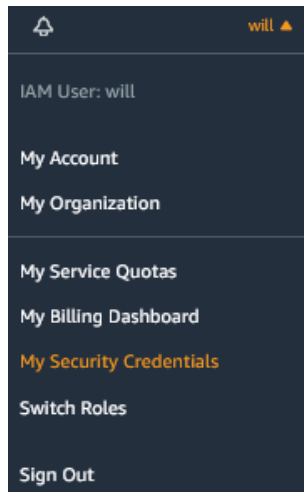 will
IAM User: will
My Account
My Organization
My Service Quotas
My Billing Dashboard
My Security Credentials
Switch Roles
Sign Out